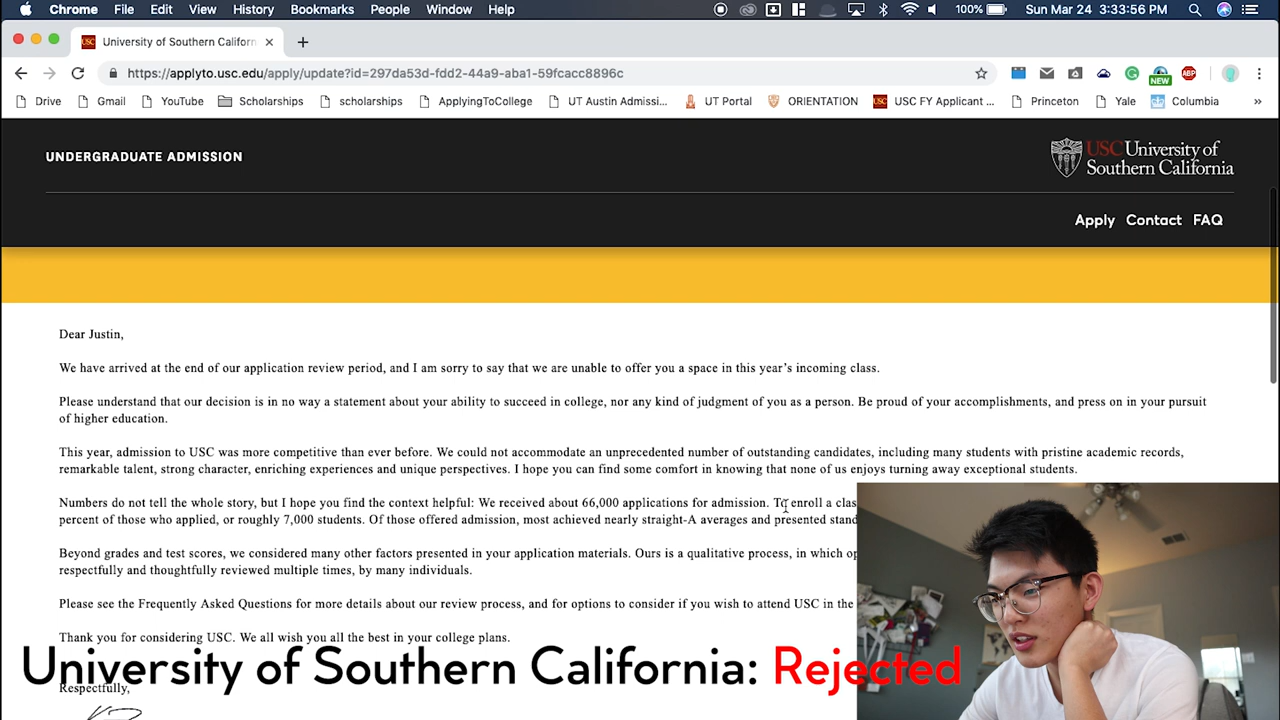 Chrome File Edit View History Bookmarks People Window Help 100% Sun Mar 24 3:33:56 PM
University of Southern Californ
https://applyto.usc.edu/apply/update?id=297da53d-fdd2-44a9-aba1-59fcacc8896c NEW ABP
Drive Gmail YouTube Scholarships scholarships ApplyingToCollege UT Austin Admissi... UT Portal ORIENTATION USC FY Applicant ... Princeton Yale Columbia »
UNDERGRADUATE ADMISSION
USC University of
Southern California
Apply Contact FAQ
Dear Justin,
We have arrived at the end of our application review period, and I am sorry to say that we are unable to offer you a space in this year's incoming class.
Please understand that our decision is in no way a statement about your ability to succeed in college, nor any kind of judgment of you as a person. Be proud of your accomplishments, and press on in your pursuit
of higher education.
This year, admission to USC was more competitive than ever before. We could not accommodate an unprecedented number of outstanding candidates, including many students with pristine academic records,
remarkable talent, strong character, enriching experiences and unique perspectives. I hope you can find some comfort in knowing that none of us enjoys turning away exceptional students.
Numbers do not tell the whole story, but I hope you find the context helpful: We received about 66,000 applications for admission. To enroll a clas
percent of those who applied, or roughly 7,000 students. Of those offered admission, most achieved nearly straight-A averages and presented stand
Beyond grades and test scores, we considered many other factors presented in your application materials. Ours is a qualitative process, in which op
respectfully and thoughtfully reviewed multiple times, by many individuals.
Please see the Frequently Asked Questions for more details about our review process, and for options to consider if you wish to attend USC in the
Thank you for considering USC. We all wish you all the best in your college plans.
University of Southern California: Rejected
Respectfully,